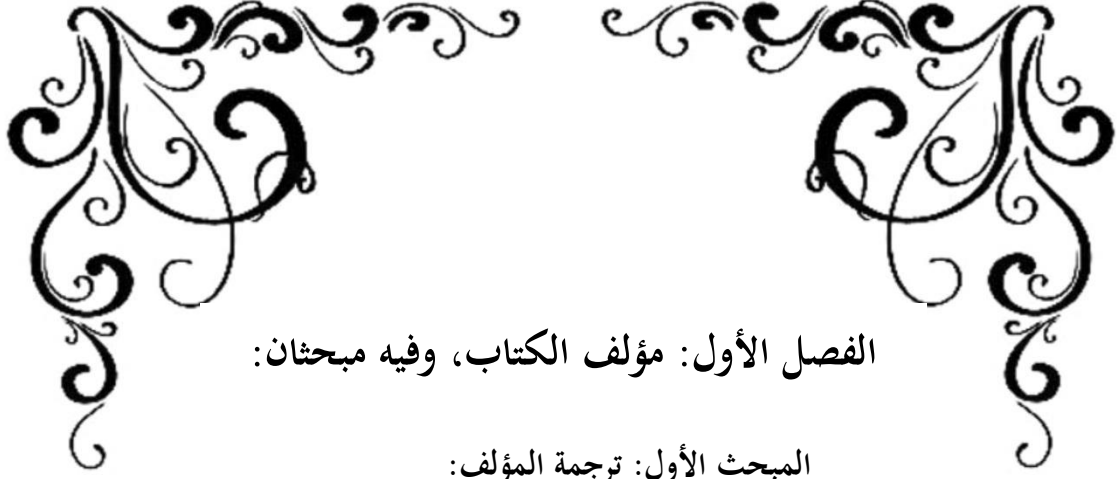 الفصل الأول: مؤلف الكتاب، وفيه مبحثان:
المبحث الأول: ترجمة المؤلف: